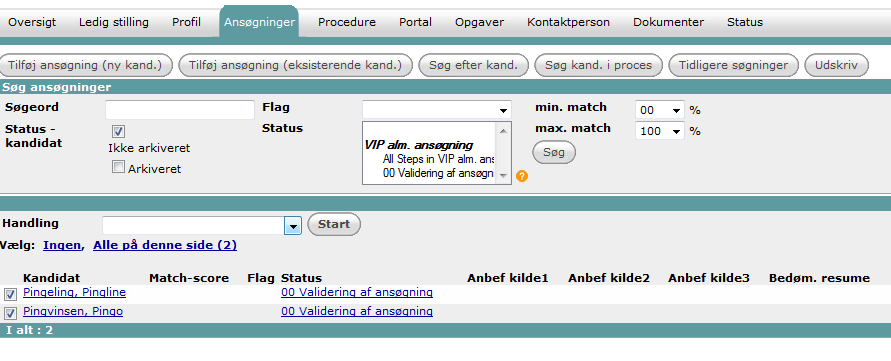 Oversigt Ledig stilling Profil Ansøgninger Procedure Portal Opgaver Kontaktperson Dokumenter Status
Tilføj ansøgning (ny kand.) Tilføj ansøgning (eksisterende kand.) Søg efter kand. Søg kand. i proces Tidligere søgninger Udskriv
Søg ansøgninger
Søgeord Flag min. match 00 %
Status - kandidat Status max. match 100 %
Ikke arkiveret
Arkiveret
VIP alm. ansøgning
All Steps in VIP alm. ans
00 Validering af ansøgn
Søg
?
Handling Start
Vælg: Ingen, Alle på denne side (2)
Kandidat Match-score Flag Status Anbef kilde1 Anbef kilde2 Anbef kilde3 Bedøm. resume
Pingeling, Pingline 00 Validering af ansøgning
Pingvinsen, Pingo 00 Validering af ansøgning
I alt : 2